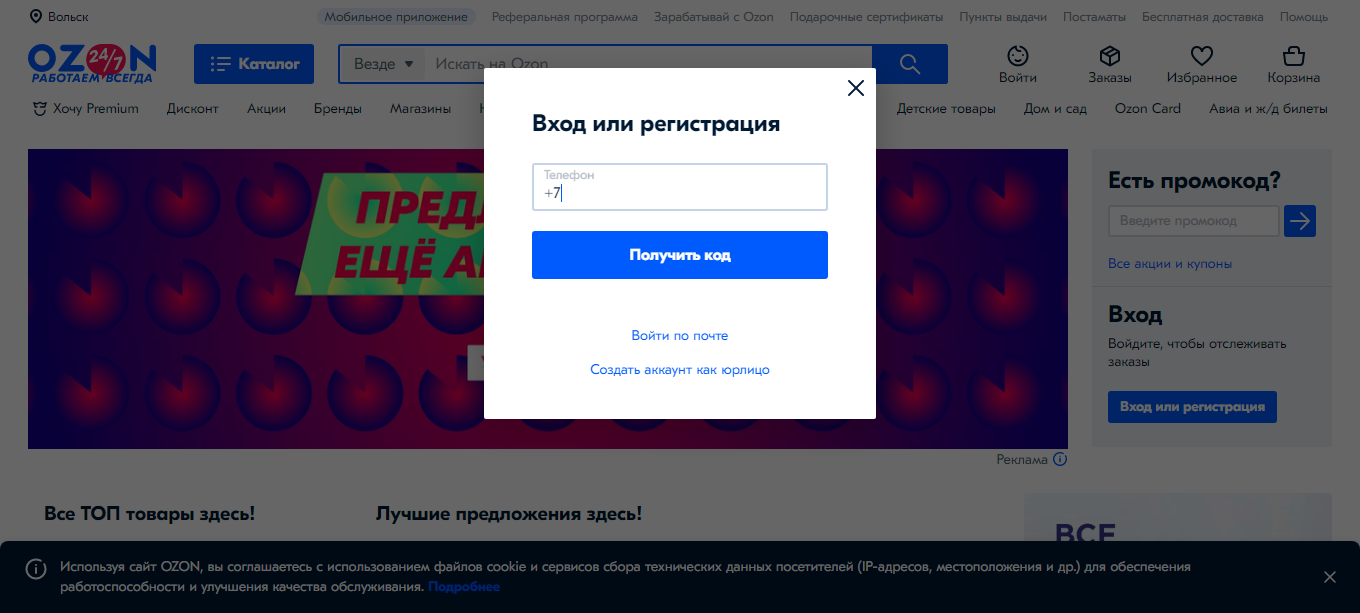 Вольск
Мобильное приложение Реферальная программа Зарабатывай с Ozon Подарочные сертификаты Пункты выдачи Постаматы Бесплатная доставка Помощь
OZON 24/7
РАБОТАЕМ ВСЕГДА
Каталог
Везде Искать на Ozon
Войти Заказы Избранное Корзина
Хочу Premium Дисконт Акции Бренды Магазины Детские товары Дом и сад Ozon Card Авиа и ж/д билеты
Вход или регистрация
Телефон
+7
Получить код
Войти по почте
Создать аккаунт как юрлицо
ЕЩЁ
Есть промокод?
Введите промокод
Все акции и купоны
Вход
Войдите, чтобы отслеживать
заказы
Вход или регистрация
Реклама
Все ТОП товары здесь! Лучшие предложения здесь!
ВСЕ
Используя сайт OZON, вы соглашаетесь с использованием файлов cookie и сервисов сбора технических данных посетителей (IP-адресов, местоположения и др.) для обеспечения
работоспособности и улучшения качества обслуживания. Подробнее